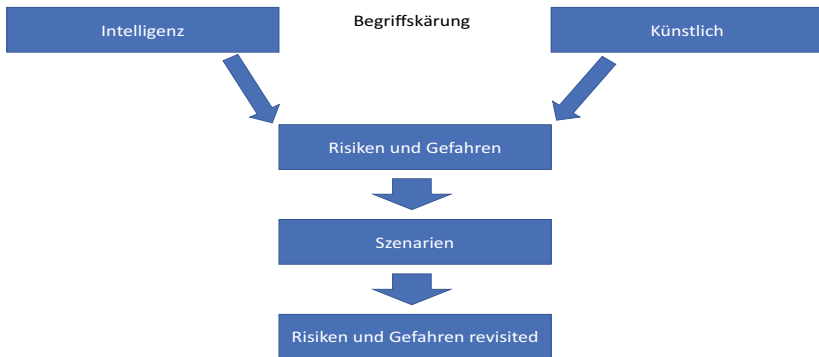 Intelligenz
Begriffskärung
Künstlich
Risiken und Gefahren
Szenarien
Risiken und Gefahren revisited